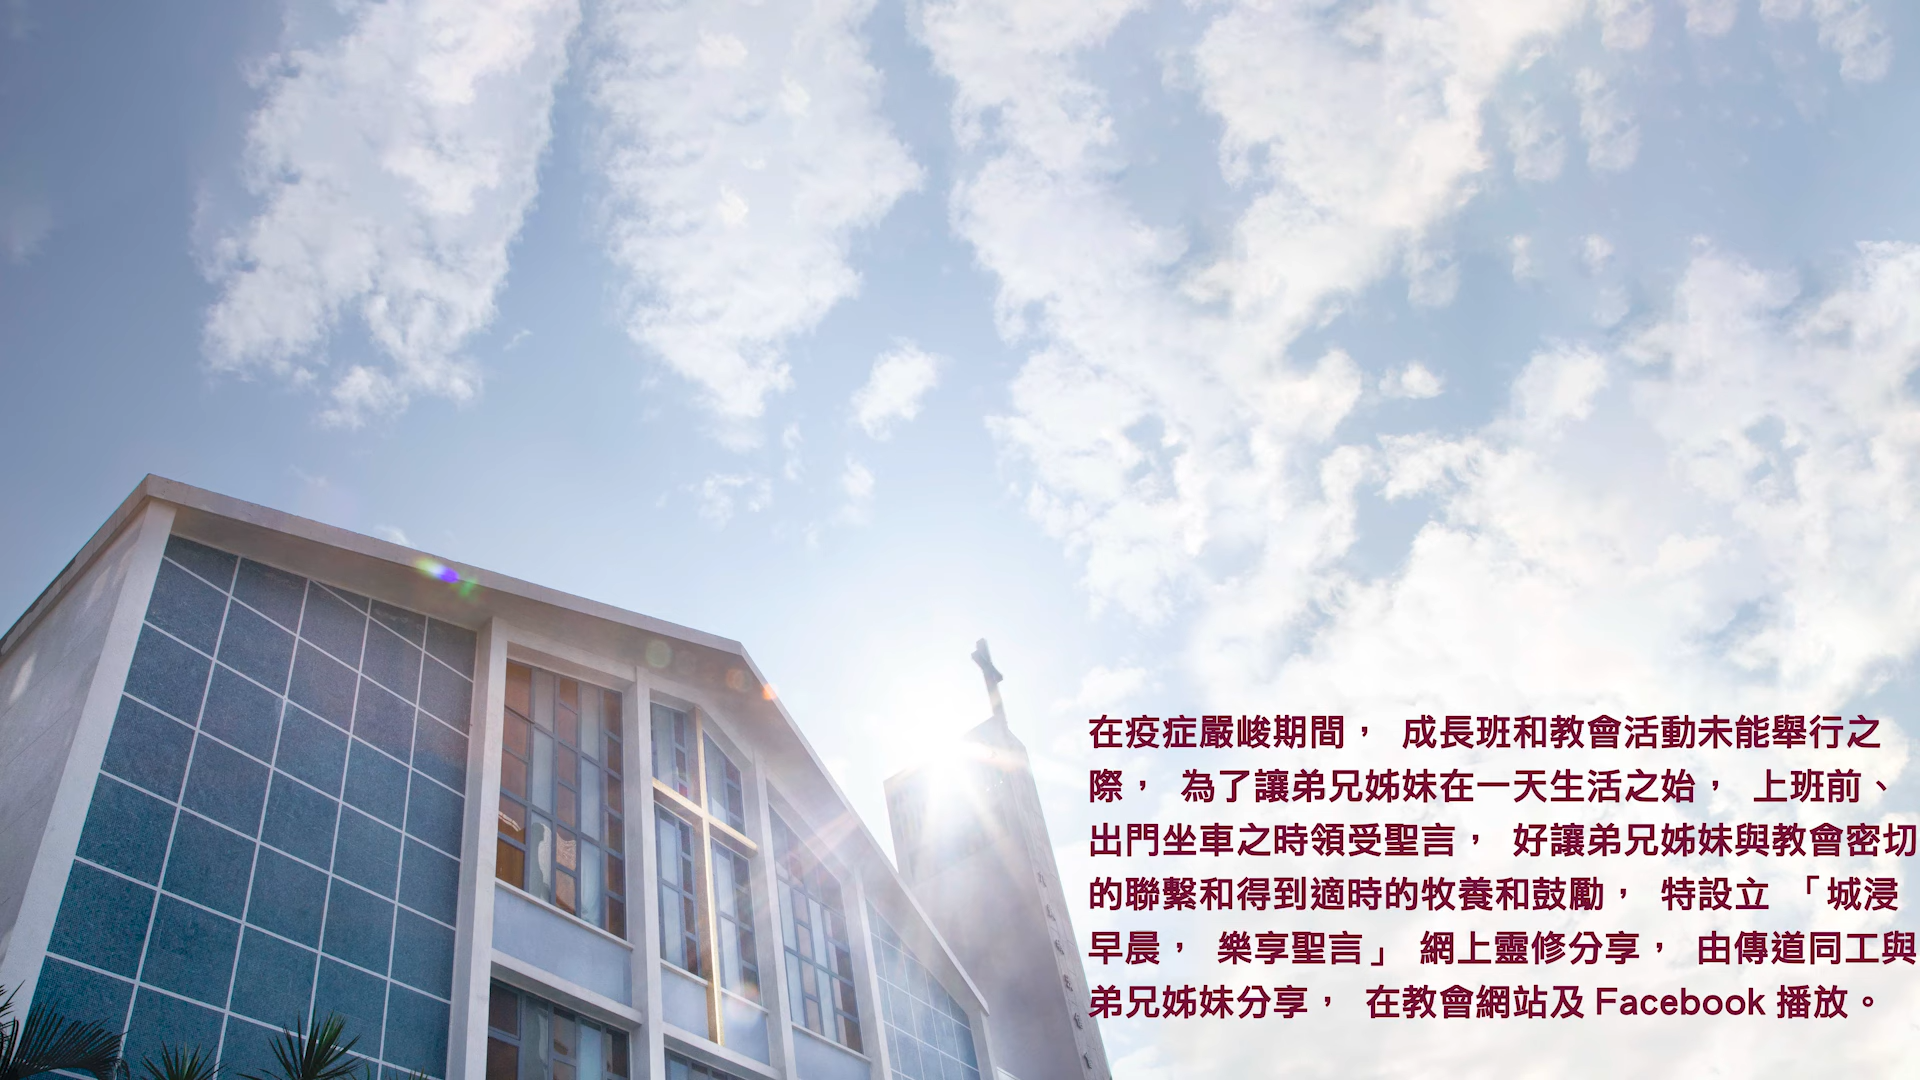 在疫症嚴峻期間， 成長班和教會活動未能舉行之
際， 為了讓弟兄姊妹在一天生活之始， 上班前、
出門坐車之時領受聖言， 好讓弟兄姊妹與教會密切
的聯繫和得到適時的牧養和鼓勵， 特設立 「城浸
早晨， 樂享聖言」 網上靈修分享， 由傳道同工與
弟兄姊妹分享， 在教會網站及 Facebook 播放。